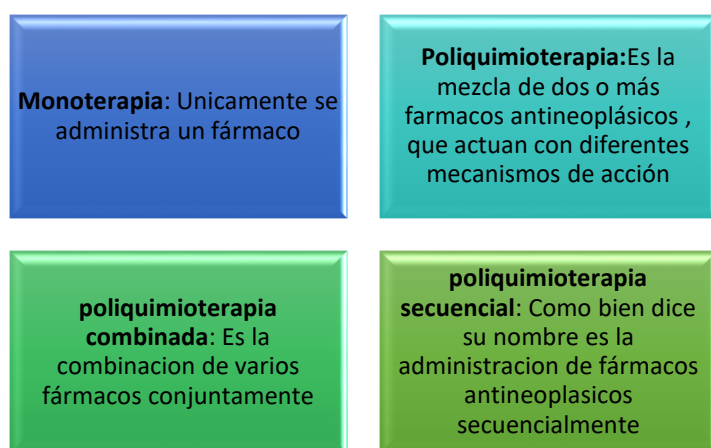 Monoterapia: Unicamente se
administra un fármaco
Poliquimioterapia:Es la
mezcla de dos o más
farmacos antineoplásicos ,
que actuan con diferentes
mecanismos de acción
poliquimioterapia
combinada: Es la
combinacion de varios
fármacos conjuntamente
poliquimioterapia
secuencial: Como bien dice
su nombre es la
administracion de fármacos
antineoplasicos
secuencialmente